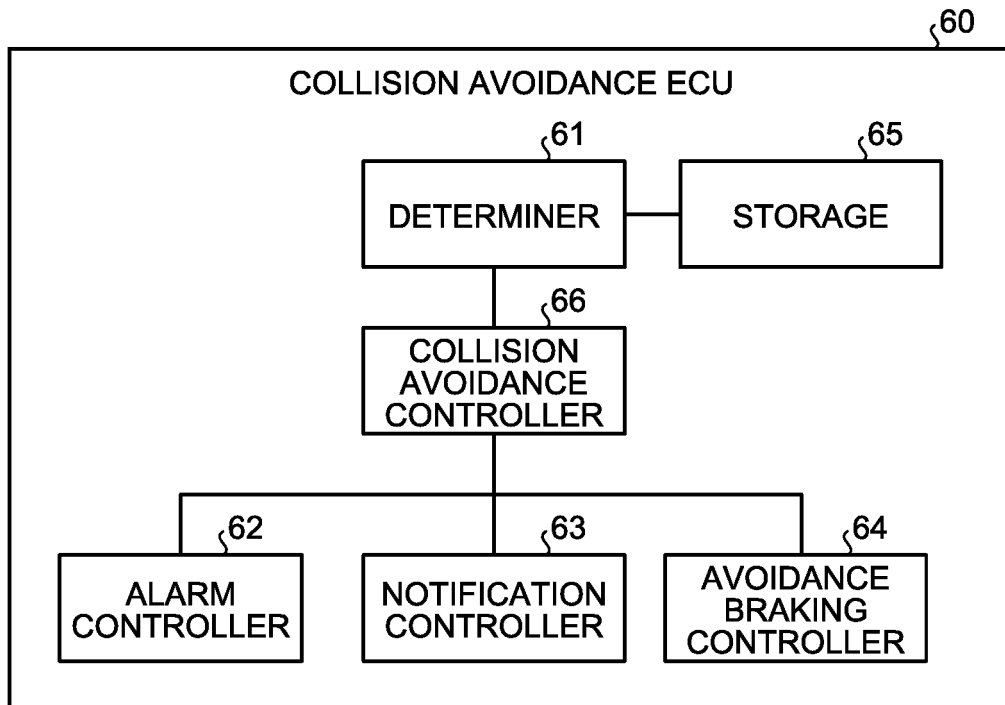 60
COLLISION AVOIDANCE ECU
61
65
DETERMINER
STORAGE
66
COLLISION
AVOIDANCE
CONTROLLER
62
63
64
ALARM
CONTROLLER
NOTIFICATION
CONTROLLER
AVOIDANCE
BRAKING
CONTROLLER